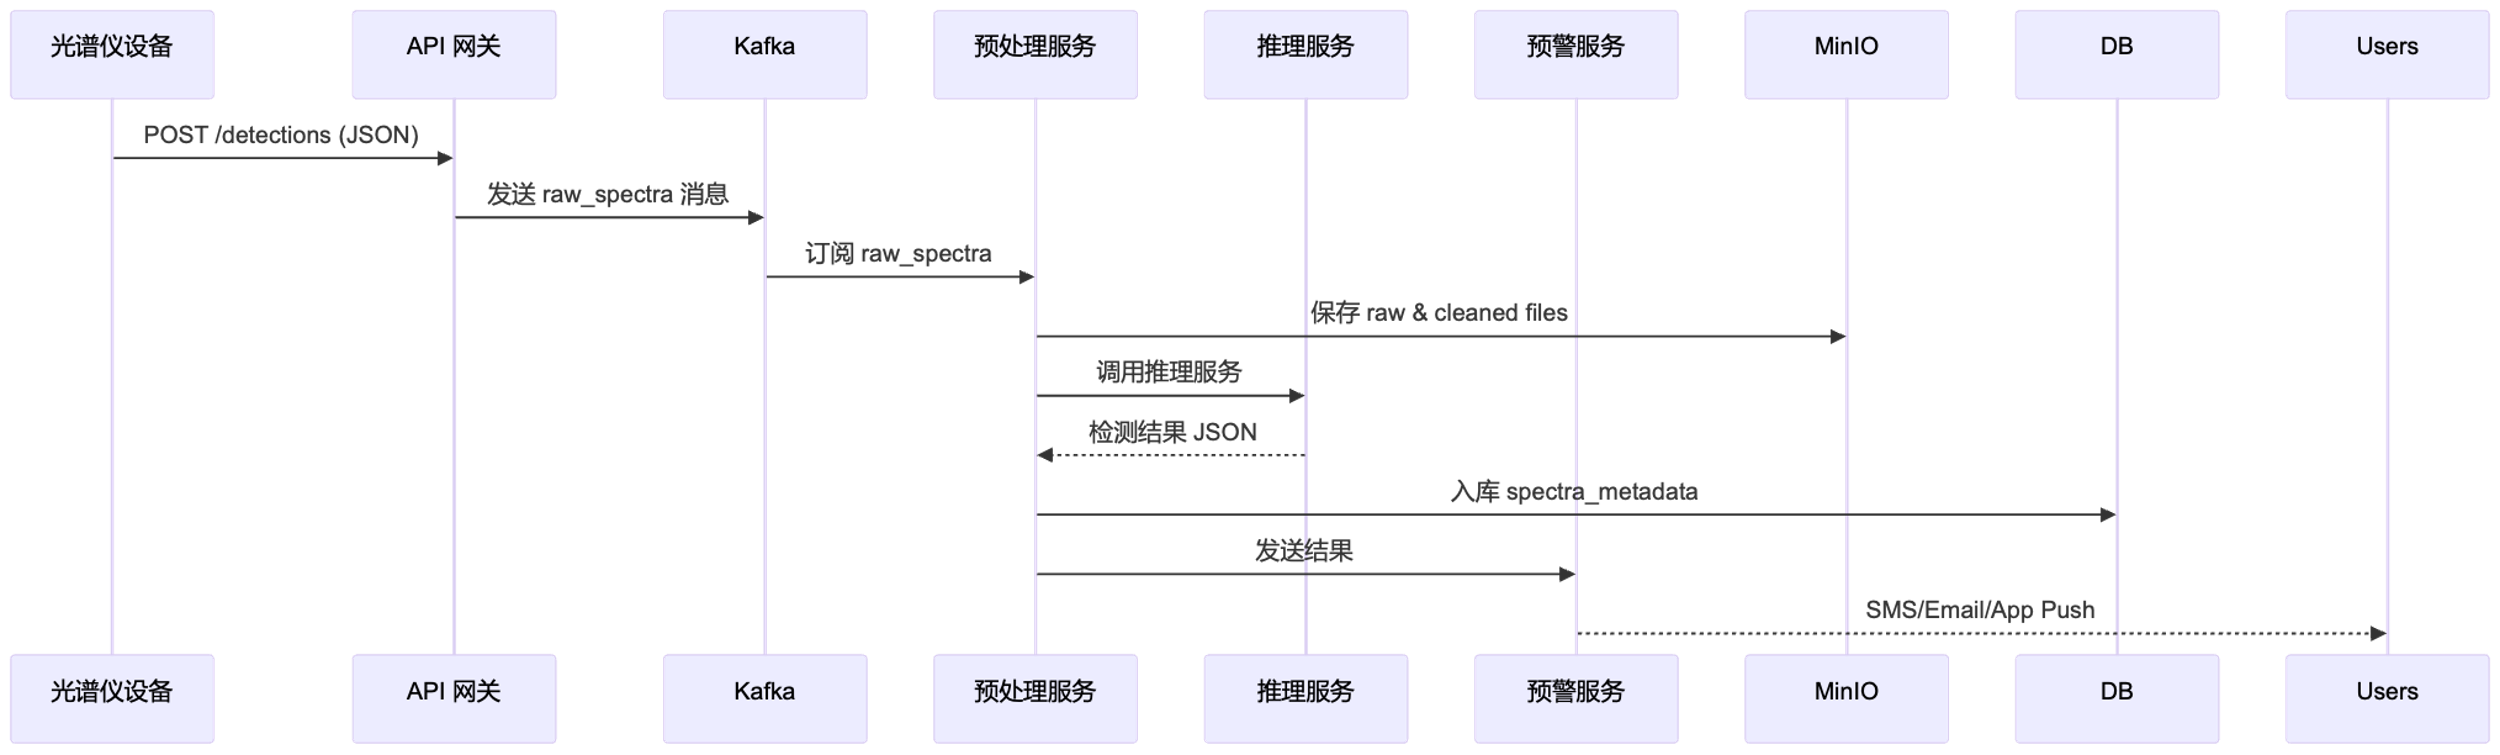 光谱仪设备
API 网关
Kafka
预处理服务
推理服务
预警服务
MinIO
DB
Users
POST /detections (JSON)
发送 raw_spectra 消息
订阅 raw_spectra
保存 raw & cleaned files
调用推理服务
检测结果 JSON
入库 spectra_metadata
发送结果
SMS/Email/App Push
光谱仪设备
API 网关
Kafka
预处理服务
推理服务
预警服务
MinIO
DB
Users